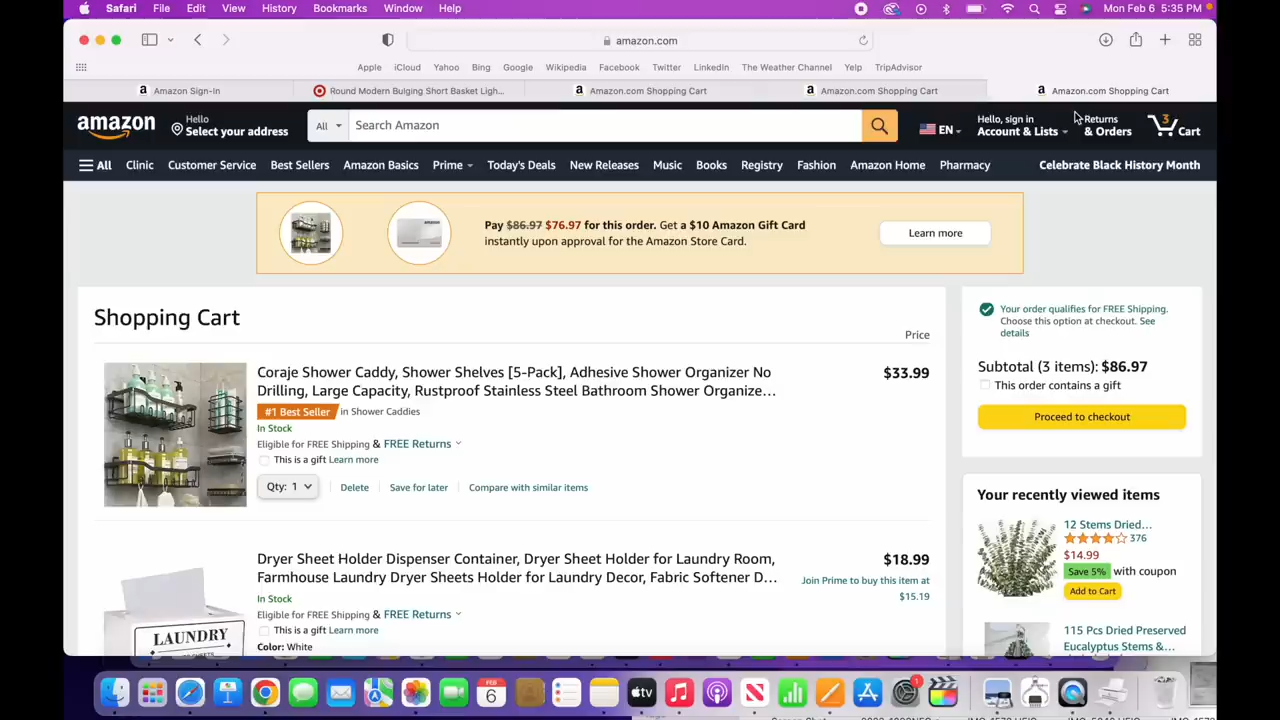 Safari File Edit View History Bookmarks Window Help Mon Feb 6 5:35 PM
amazon.com
Apple iCloud Yahoo Bing Google Wikipedia Facebook Twitter LinkedIn The Weather Channel Yelp TripAdvisor
Amazon Sign-In Round Modern Bulging Short Basket Ligh... Amazon.com Shopping Cart Amazon.com Shopping Cart Amazon.com Shopping Cart
amazon
Hello
Select your address
All Search Amazon
EN
Hello, sign in
Account & Lists
Returns
& Orders
3
Cart
All Clinic Customer Service Best Sellers Amazon Basics Prime Today's Deals New Releases Music Books Registry Fashion Amazon Home Pharmacy Celebrate Black History Month
Pay $86.97 $76.97 for this order. Get a $10 Amazon Gift Card
instantly upon approval for the Amazon Store Card.
Learn more
Shopping Cart
Price
Coraje Shower Caddy, Shower Shelves [5-Pack], Adhesive Shower Organizer No
Drilling, Large Capacity, Rustproof Stainless Steel Bathroom Shower Organize...
$33.99
#1 Best Seller in Shower Caddies
In Stock
Eligible for FREE Shipping & FREE Returns
This is a gift Learn more
Qty: 1 Delete Save for later Compare with similar items
Dryer Sheet Holder Dispenser Container, Dryer Sheet Holder for Laundry Room,
Farmhouse Laundry Dryer Sheets Holder for Laundry Decor, Fabric Softener D...
$18.99
Join Prime to buy this item at
$15.19
In Stock
Eligible for FREE Shipping & FREE Returns
This is a gift Learn more
Color: White
LAUNDRY
Your order qualifies for FREE Shipping.
Choose this option at checkout. See
details
Subtotal (3 items): $86.97
This order contains a gift
Proceed to checkout
Your recently viewed items
12 Stems Dried...
376
$14.99
Save 5% with coupon
Add to Cart
115 Pcs Dried Preserved
Eucalyptus Stems &...
FEB
6
tv
1